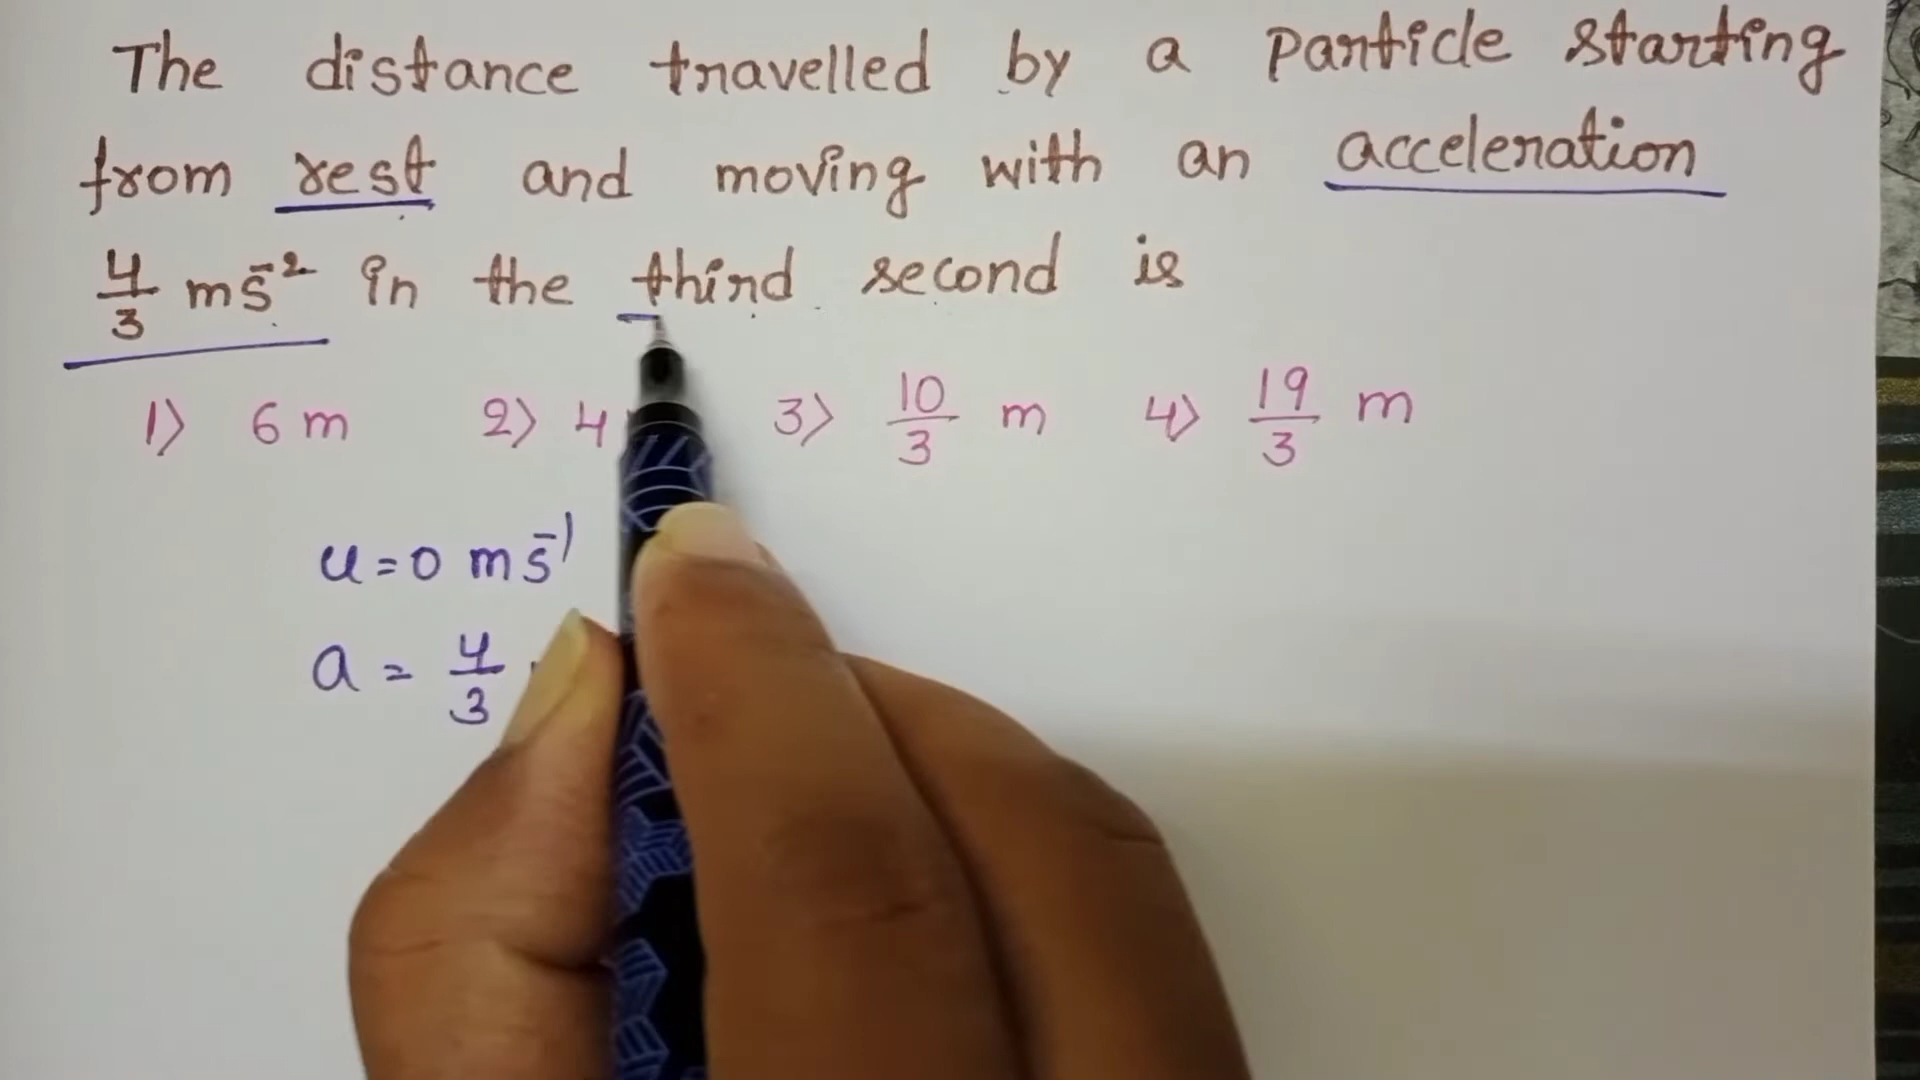 The distance travelled by a particle starting
from rest and moving with an acceleration
4/3 ms⁻² in the third second is
1) 6 m 2) 4 3) 10/3 m 4) 19/3 m
u = 0 ms⁻¹
a = 4/3